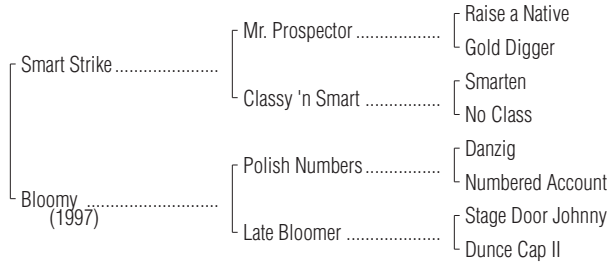 Raise a Native
Mr. Prospector ..................
Gold Digger
Smart Strike ......................
Smarten
Classy 'n Smart ................
No Class
Danzig
Polish Numbers ................
Numbered Account
Bloomy ............................
(1997)
Stage Door Johnny
Late Bloomer ...................
Dunce Cap II